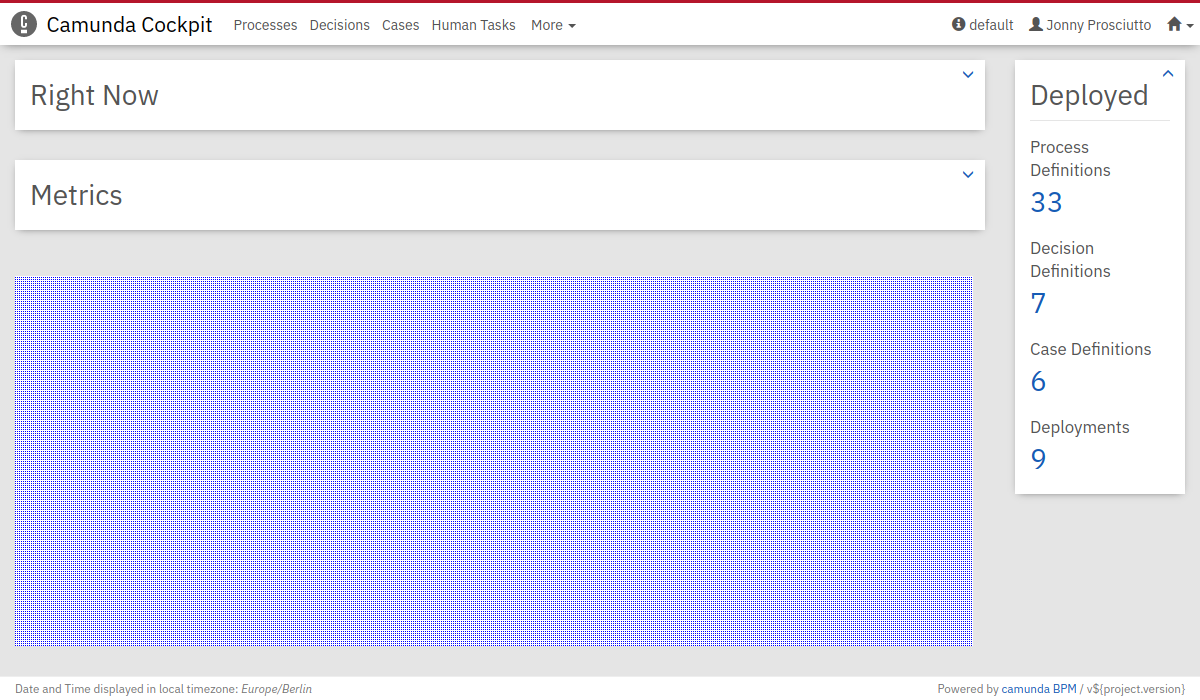 Camunda Cockpit Processes Decisions Cases Human Tasks More default Jonny Prosciutto
Right Now
Metrics
Deployed
Process
Definitions
33
Decision
Definitions
7
Case Definitions
6
Deployments
9
Date and Time displayed in local timezone: Europe/Berlin
Powered by camunda BPM / v${project.version}